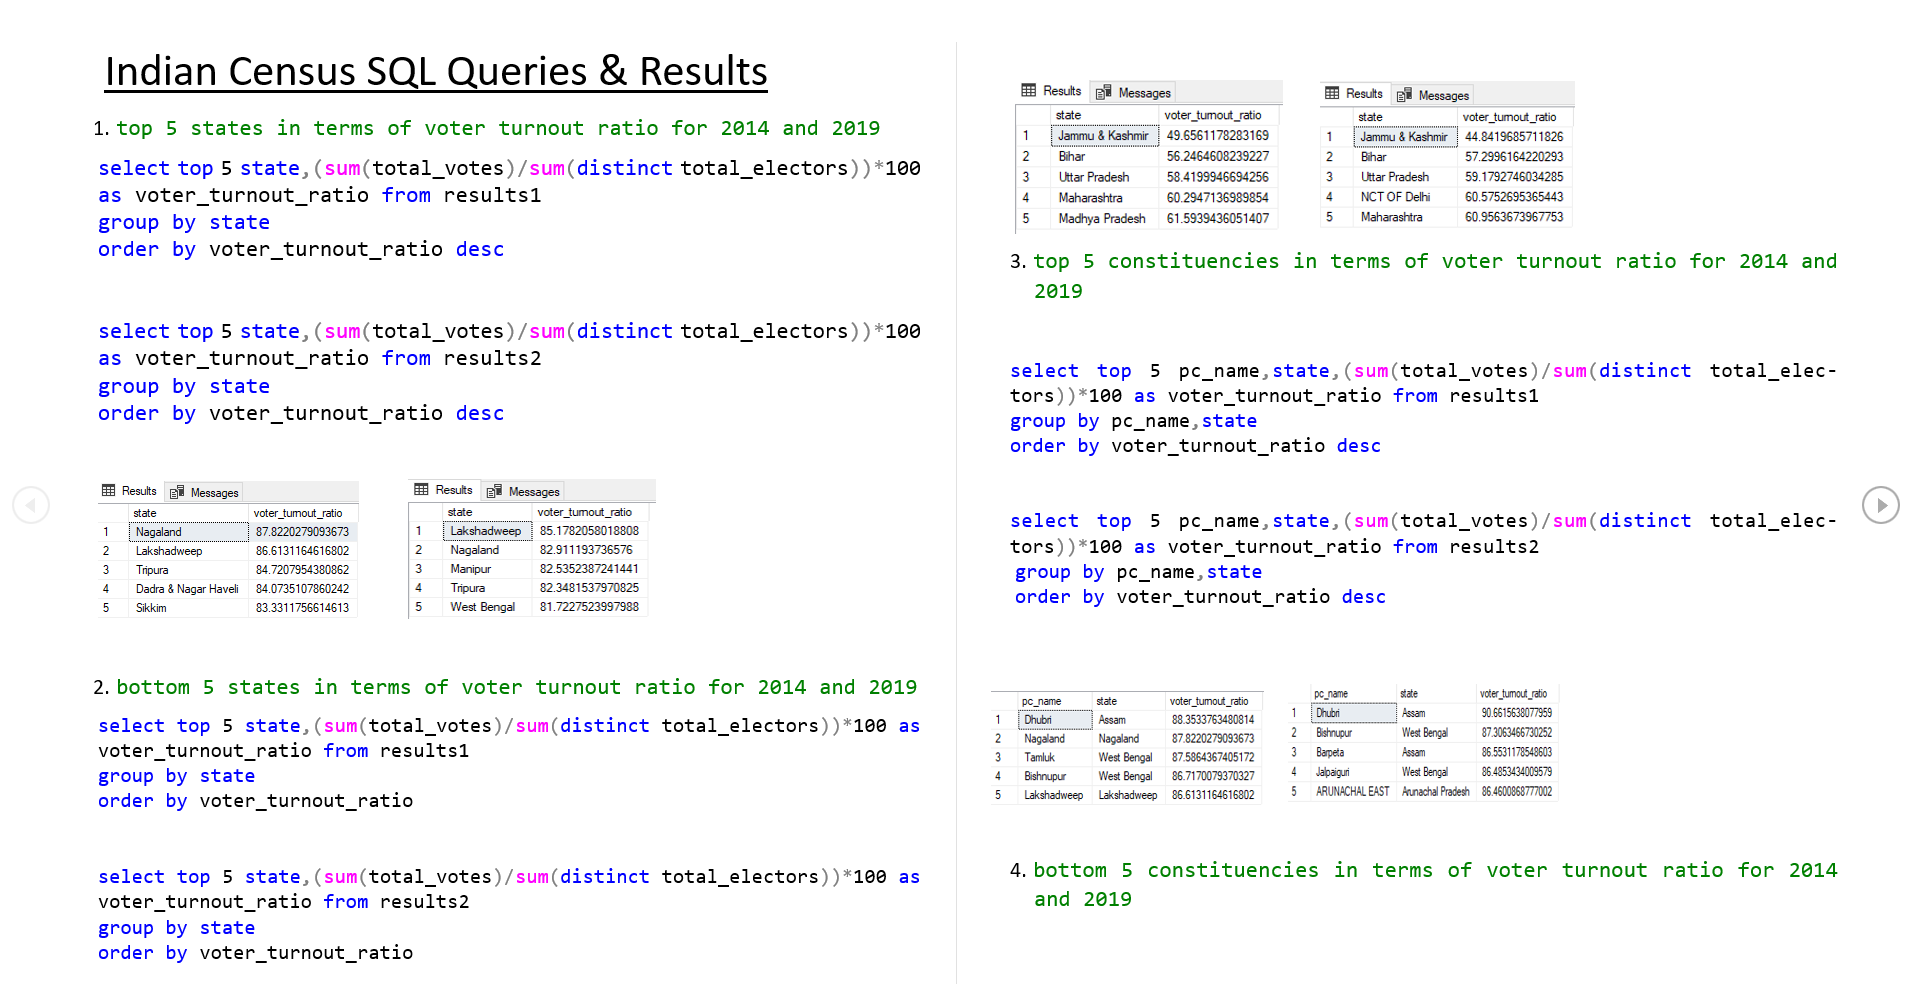 Indian Census SQL Queries & Results
1. top 5 states in terms of voter turnout ratio for 2014 and 2019
select top 5 state,(sum(total_votes)/sum(distinct total_electors))*100
as voter_turnout_ratio from results1
group by state
order by voter_turnout_ratio desc
select top 5 state,(sum(total_votes)/sum(distinct total_electors))*100
as voter_turnout_ratio from results2
group by state
order by voter_turnout_ratio desc
Results Messages
state voter_turnout_ratio
1 Nagaland 87.8220279093673
2 Lakshadweep 86.6131164616802
3 Tripura 84.7207954380862
4 Dadra & Nagar Haveli 84.0735107860242
5 Sikkim 83.3311756614613
Results Messages
state voter_turnout_ratio
1 Lakshadweep 85.1782058018808
2 Nagaland 82.911193736576
3 Manipur 82.5352387241441
4 Tripura 82.3481537970825
5 West Bengal 81.7227523997988
2. bottom 5 states in terms of voter turnout ratio for 2014 and 2019
select top 5 state,(sum(total_votes)/sum(distinct total_electors))*100 as
voter_turnout_ratio from results1
group by state
order by voter_turnout_ratio
select top 5 state,(sum(total_votes)/sum(distinct total_electors))*100 as
voter_turnout_ratio from results2
group by state
order by voter_turnout_ratio
Results Messages
state voter_turnout_ratio
1 Jammu & Kashmir 49.6561178283169
2 Bihar 56.2464608239227
3 Uttar Pradesh 58.4199946694256
4 Maharashtra 60.2947136989854
5 Madhya Pradesh 61.5939436051407
Results Messages
state voter_turnout_ratio
1 Jammu & Kashmir 44.8419685711826
2 Bihar 57.2996164220293
3 Uttar Pradesh 59.1792746034285
4 NCT OF Delhi 60.5752695365443
5 Maharashtra 60.9563673967753
3. top 5 constituencies in terms of voter turnout ratio for 2014 and
2019
select top 5 pc_name,state,(sum(total_votes)/sum(distinct total_elec-
tors))*100 as voter_turnout_ratio from results1
group by pc_name,state
order by voter_turnout_ratio desc
select top 5 pc_name,state,(sum(total_votes)/sum(distinct total_elec-
tors))*100 as voter_turnout_ratio from results2
group by pc_name,state
order by voter_turnout_ratio desc
pc_name state voter_turnout_ratio
1 Dhubri Assam 88.3533763480814
2 Nagaland Nagaland 87.8220279093673
3 Tamluk West Bengal 87.5864367405172
4 Bishnupur West Bengal 86.7170079370327
5 Lakshadweep Lakshadweep 86.6131164616802
pc_name state voter_turnout_ratio
1 Dhubri Assam 90.6615638077959
2 Bishnupur West Bengal 87.3063466730252
3 Barpeta Assam 86.5531178548603
4 Jalpaiguri West Bengal 86.4853434009579
5 ARUNACHAL EAST Arunachal Pradesh 86.4600868777002
4. bottom 5 constituencies in terms of voter turnout ratio for 2014
and 2019